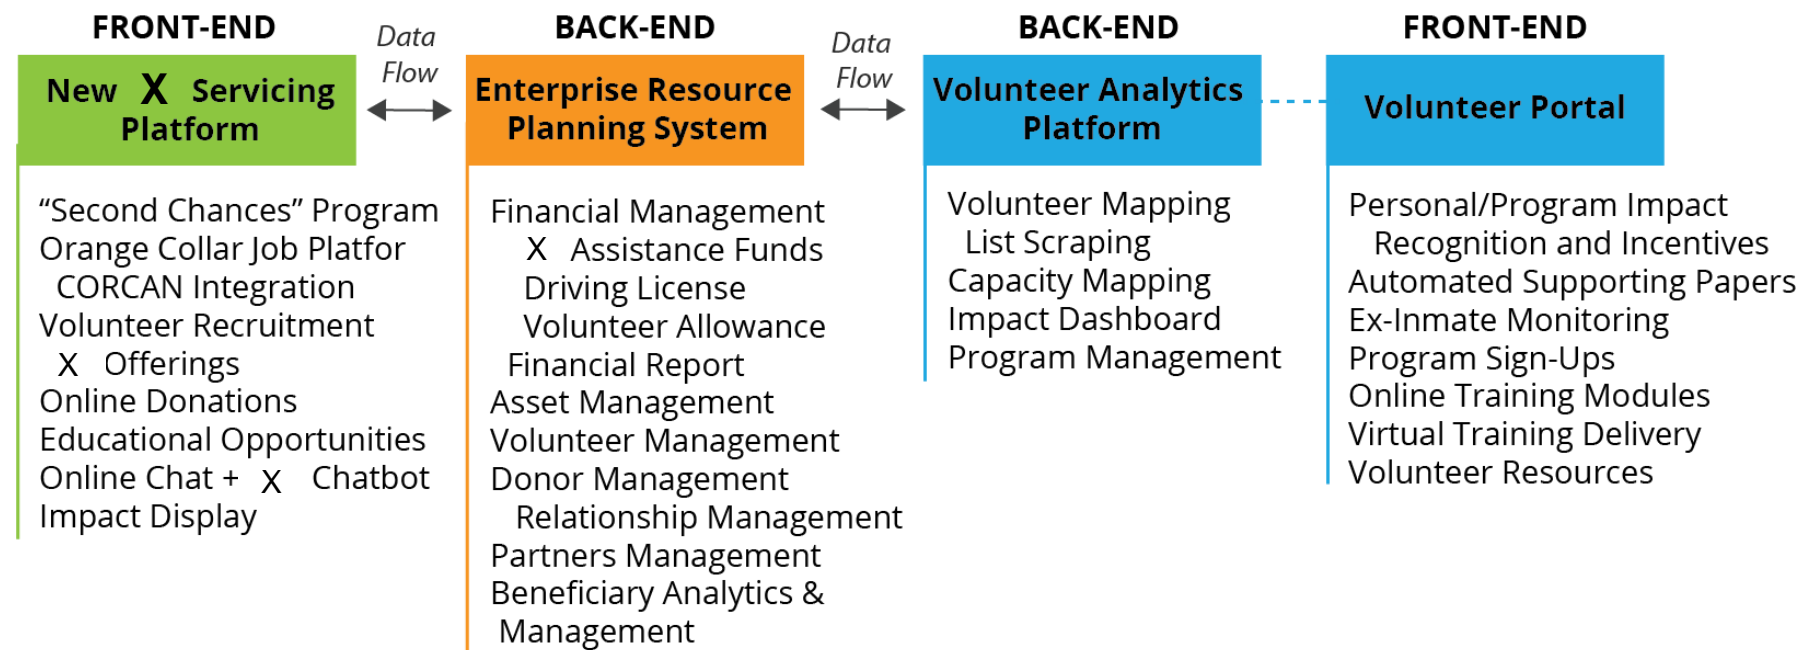 FRONT-END
New X Servicing
Platform
“Second Chances” Program
Orange Collar Job Platfor
CORCAN Integration
Volunteer Recruitment
X Offerings
Online Donations
Educational Opportunities
Online Chat + X Chatbot
Impact Display
Data
Flow
BACK-END
Enterprise Resource
Planning System
Financial Management
X Assistance Funds
Driving License
Volunteer Allowance
Financial Report
Asset Management
Volunteer Management
Donor Management
Relationship Management
Partners Management
Beneficiary Analytics &
Management
Data
Flow
BACK-END
Volunteer Analytics
Platform
Volunteer Mapping
List Scraping
Capacity Mapping
Impact Dashboard
Program Management
FRONT-END
Volunteer Portal
Personal/Program Impact
Recognition and Incentives
Automated Supporting Papers
Ex-Inmate Monitoring
Program Sign-Ups
Online Training Modules
Virtual Training Delivery
Volunteer Resources